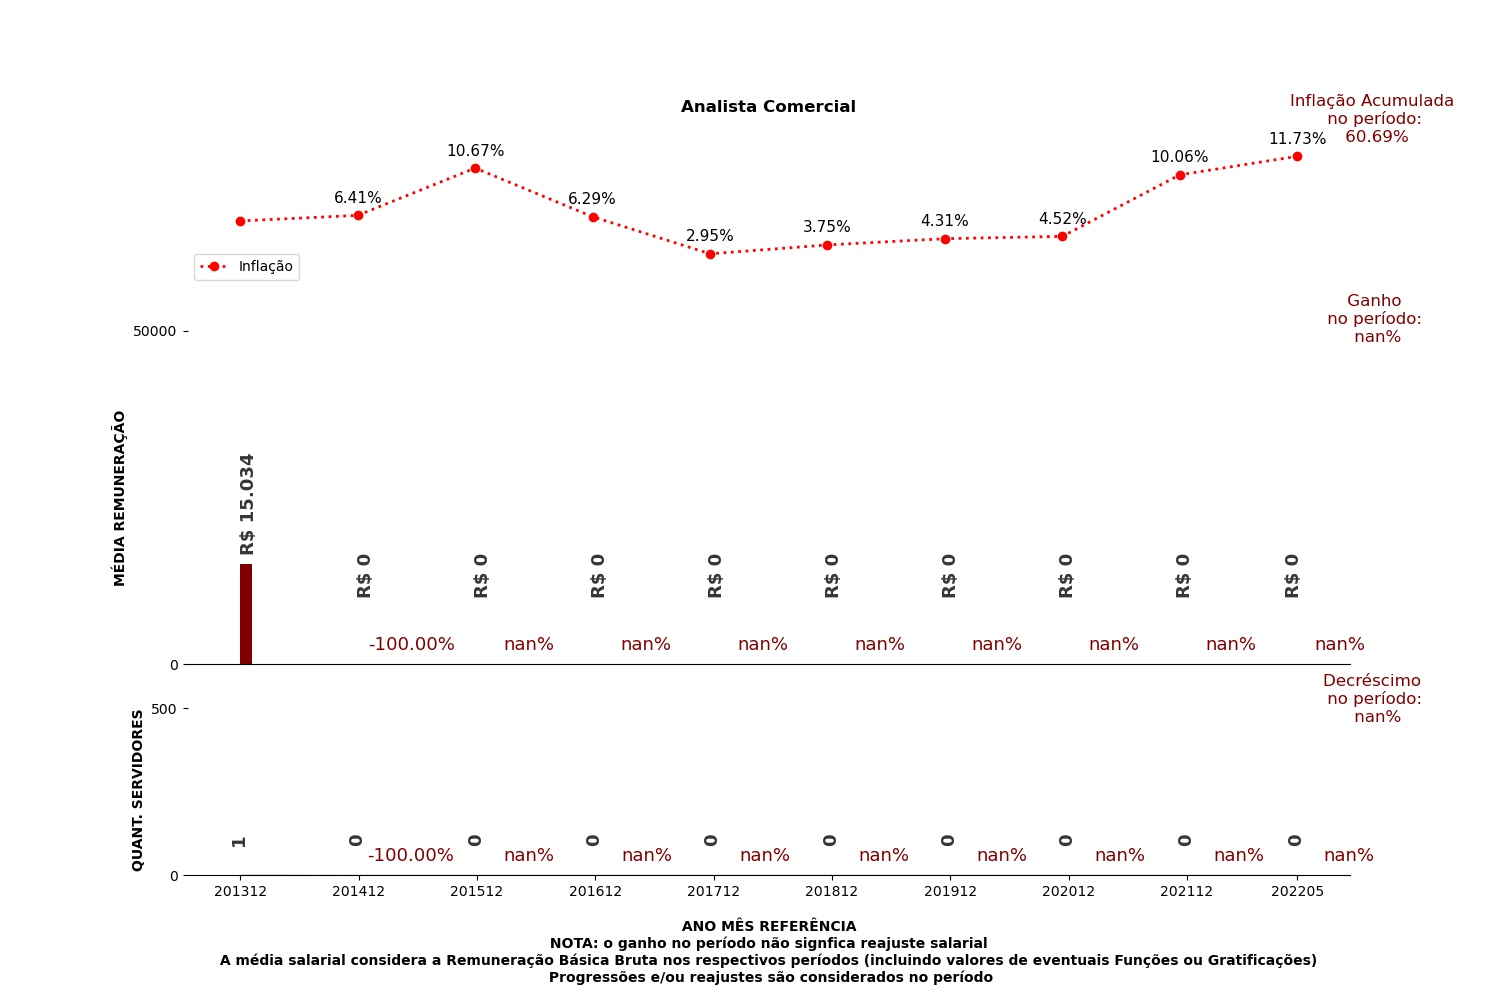 Analista Comercial
Inflação Acumulada
no período:
60.69%
6.41%
10.67%
6.29%
2.95%
3.75%
4.31%
4.52%
10.06%
11.73%
Inflação
Ganho
no período:
nan%
50000
MÉDIA REMUNERAÇÃO
R$ 15.034
R$ 0
R$ 0
R$ 0
R$ 0
R$ 0
R$ 0
R$ 0
R$ 0
R$ 0
-100.00%
nan%
nan%
nan%
nan%
nan%
nan%
nan%
nan%
0
Decréscimo
no período:
nan%
500
QUANT. SERVIDORES
1
0
0
0
0
0
0
0
0
0
-100.00%
nan%
nan%
nan%
nan%
nan%
nan%
nan%
nan%
0
201312
201412
201512
201612
201712
201812
201912
202012
202112
202205
ANO MÊS REFERÊNCIA
NOTA: o ganho no período não signfica reajuste salarial
A média salarial considera a Remuneração Básica Bruta nos respectivos períodos (incluindo valores de eventuais Funções ou Gratificações)
Progressões e/ou reajustes são considerados no período